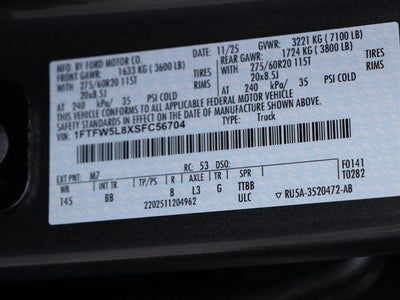 MFD. BY FORD MOTOR CO. 11/25 GVWR: 3221 KG ( 7100 LB)
FRONT GAWR: 1633 KG ( 3600 LB) REAR GAWR: 1724 KG ( 3800 LB)
WITH 275/60R20 115T TIRES WITH 275/60R20 115T TIRES
20x8.5J RIMS 20x8.5J RIMS
AT 240 kPa/ 35 PSI COLD AT 240 kPa/ 35 PSI COLD
THIS VEHICLE CONFORMS TO ALL APPLICABLE FEDERAL MOTOR VEHICLE
SAFETY STANDARDS IN EFFECT ON THE DATE OF MANUFACTURE SHOWN ABOVE.
VIN: 1FTFW5L8XSFC56704 TYPE: Truck
F0141
T0282
EXT PNT: M7 RC: 53 DSO:
WB INT TR TP/PS R AXLE TR SPR
145 BB 8 L3 G TTBB
2202511204962 ULC ▽ RU5A-3520472-AB